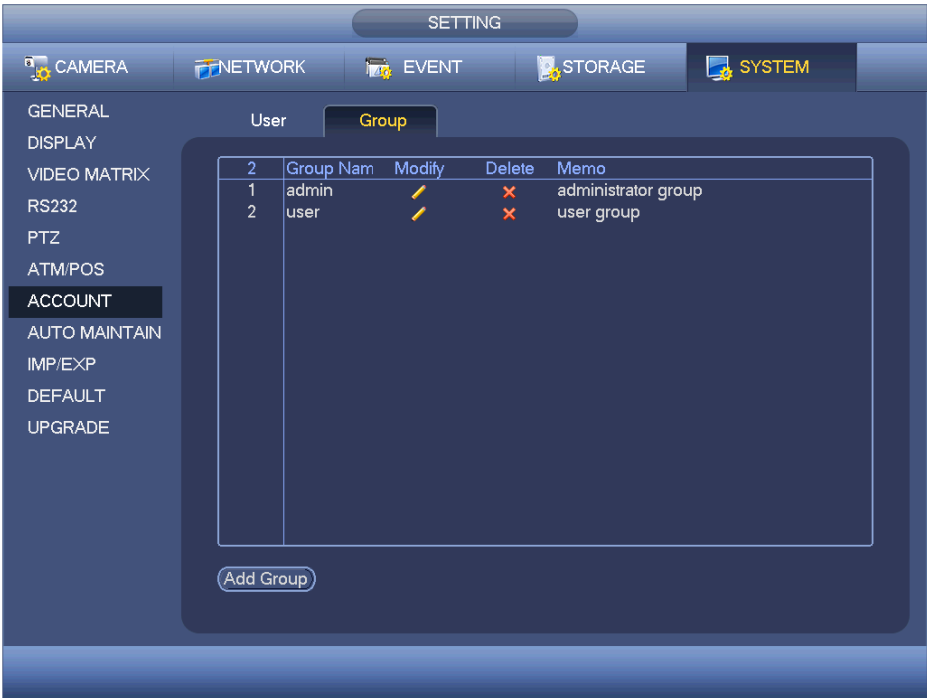 SETTING
CAMERA NETWORK EVENT STORAGE SYSTEM
GENERAL
DISPLAY
VIDEO MATRIX
RS232
PTZ
ATM/POS
ACCOUNT
AUTO MAINTAIN
IMP/EXP
DEFAULT
UPGRADE
User Group
2 Group Nam Modify Delete Memo
1 admin administrator group
2 user user group
Add Group